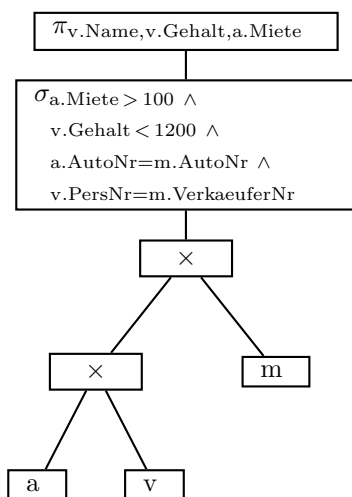 πv.Name,v.Gehalt,a.Miete
σa.Miete > 100 ∧
v.Gehalt < 1200 ∧
a.AutoNr=m.AutoNr ∧
v.PersNr=m.VerkaeuferNr
×
× m
a v